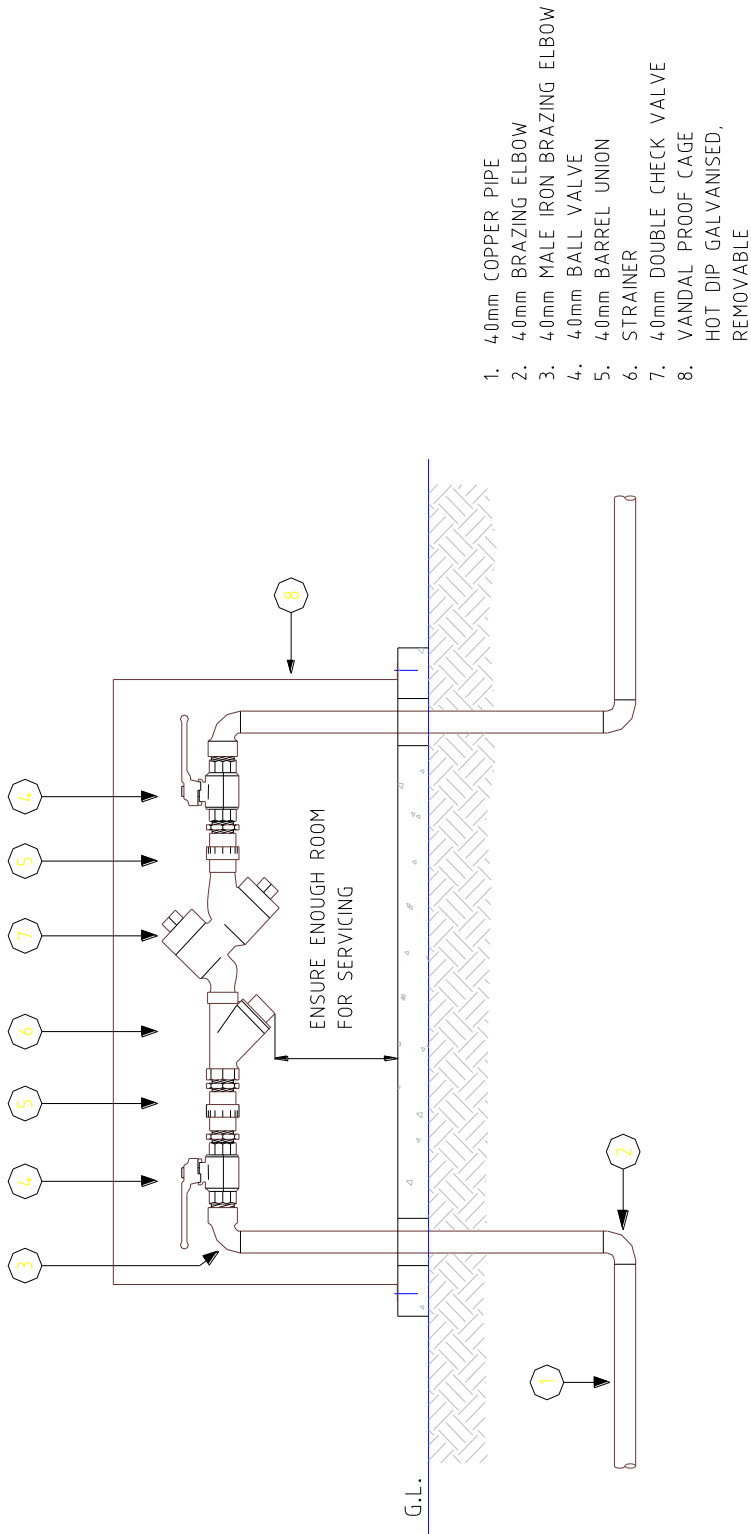 3 4 5 6 7 5 4
8
ENSURE ENOUGH ROOM
FOR SERVICING
G.L.
1
2
1. 40mm COPPER PIPE
2. 40mm BRAZING ELBOW
3. 40mm MALE IRON BRAZING ELBOW
4. 40mm BALL VALVE
5. 40mm BARREL UNION
6. STRAINER
7. 40mm DOUBLE CHECK VALVE
8. VANDAL PROOF CAGE
HOT DIP GALVANISED,
REMOVABLE